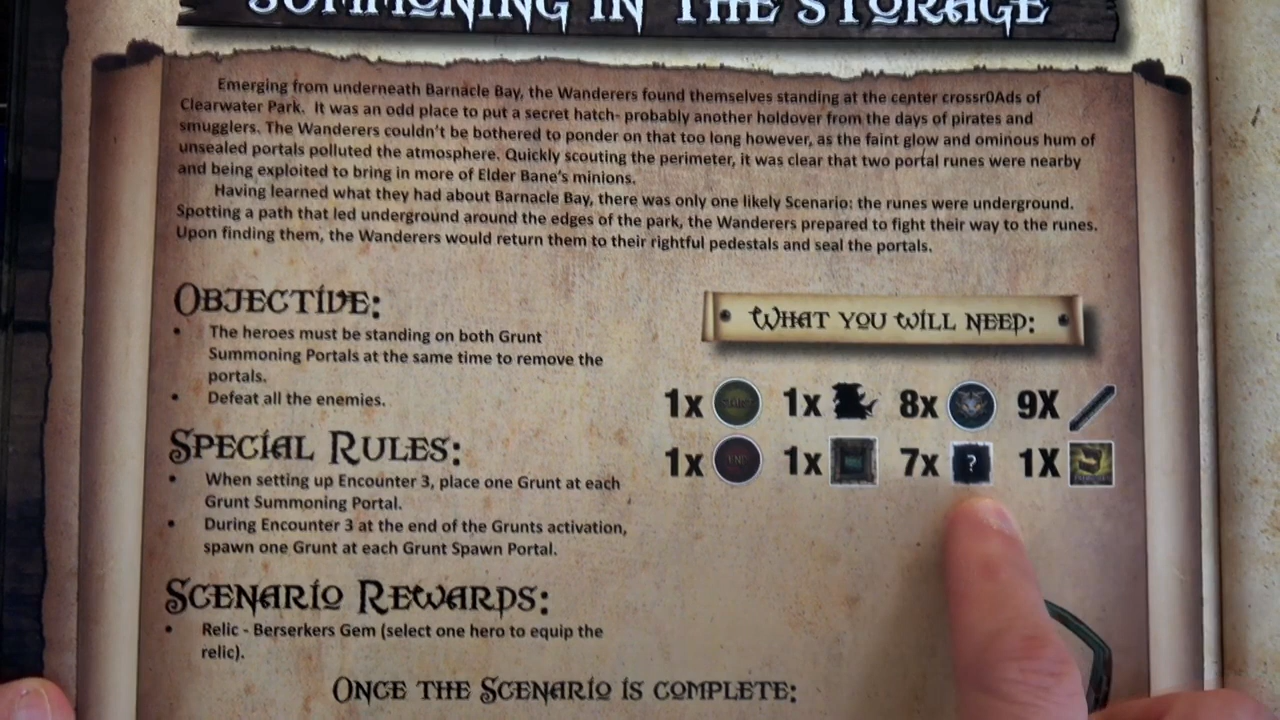 SUMMONING IN THE STORAGE
Emerging from underneath Barnacle Bay, the Wanderers found themselves standing at the center crossr0Ads of
Clearwater Park. It was an odd place to put a secret hatch- probably another holdover from the days of pirates and
smugglers. The Wanderers couldn't be bothered to ponder on that too long however, as the faint glow and ominous hum of
unsealed portals polluted the atmosphere. Quickly scouting the perimeter, it was clear that two portal runes were nearby
and being exploited to bring in more of Elder Bane's minions.
Having learned what they had about Barnacle Bay, there was only one likely Scenario: the runes were underground.
Spotting a path that led underground around the edges of the park, the Wanderers prepared to fight their way to the runes.
Upon finding them, the Wanderers would return them to their rightful pedestals and seal the portals.
Objective:
• The heroes must be standing on both Grunt
Summoning Portals at the same time to remove the
portals.
• Defeat all the enemies.
Special Rules:
• When setting up Encounter 3, place one Grunt at each
Grunt Summoning Portal.
• During Encounter 3 at the end of the Grunts activation,
spawn one Grunt at each Grunt Spawn Portal.
Scenario Rewards:
• Relic - Berserkers Gem (select one hero to equip the
relic).
What you will need:
1x 1x 8x 9X
1x END 1x 7x ? 1X
Once the Scenario is complete: